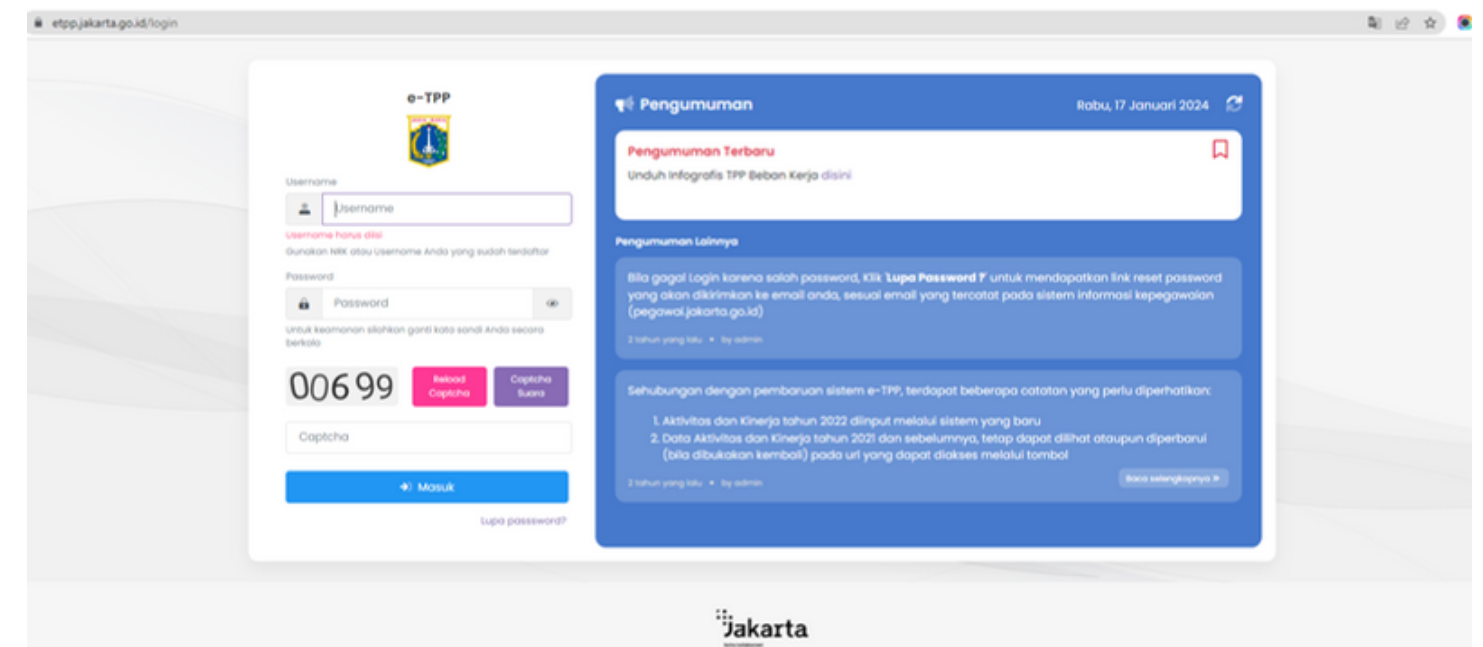 etpp.jakarta.go.id/login
e-TPP
Username
Username
Username harus diisi
Gunakan NRK atau Username Anda yang sudah terdaftar
Password
Password
Untuk keamanan silahkan ganti kata sandi Anda secara
berkala
00699
Reload
Captcha
Captcha
Suara
Captcha
Masuk
Lupa passsword?
Pengumuman
Rabu, 17 Januari 2024
Pengumuman Terbaru
Unduh Infografis TPP Beban Kerja disini
Pengumuman Lainnya
Bila gagal Login karena salah password, Klik 'Lupa Password ?' untuk mendapatkan link reset password
yang akan dikirimkan ke email anda, sesuai email yang tercatat pada sistem informasi kepegawaian
(pegawai.jakarta.go.id)
2 tahun yang lalu • by admin
Sehubungan dengan pembaruan sistem e-TPP, terdapat beberapa catatan yang perlu diperhatikan:
1. Aktivitas dan Kinerja tahun 2022 diinput melalui sistem yang baru
2. Data Aktivitas dan Kinerja tahun 2021 dan sebelumnya, tetap dapat dilihat ataupun diperbarui
(bila dibukakan kembali) pada url yang dapat diakses melalui tombol
2 tahun yang lalu • by admin
Baca selengkapnya »
Jakarta